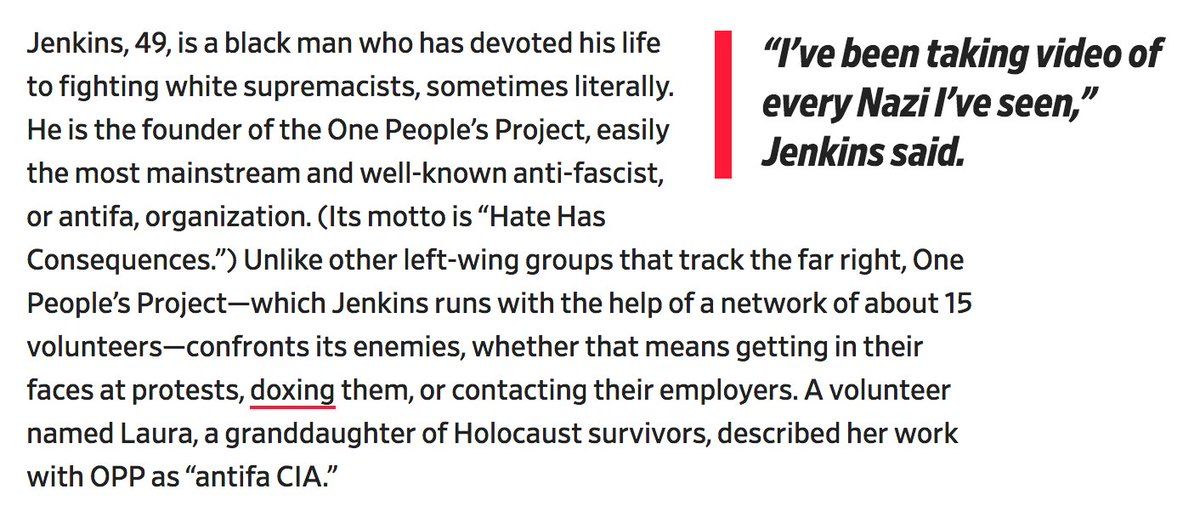 Jenkins, 49, is a black man who has devoted his life
to fighting white supremacists, sometimes literally.
He is the founder of the One People’s Project, easily
the most mainstream and well-known anti-fascist,
or antifa, organization. (Its motto is “Hate Has
Consequences.”) Unlike other left-wing groups that track the far right, One
People’s Project—which Jenkins runs with the help of a network of about 15
volunteers—confronts its enemies, whether that means getting in their
faces at protests, doxing them, or contacting their employers. A volunteer
named Laura, a granddaughter of Holocaust survivors, described her work
with OPP as “antifa CIA.”
“I’ve been taking video of
every Nazi I’ve seen,”
Jenkins said.